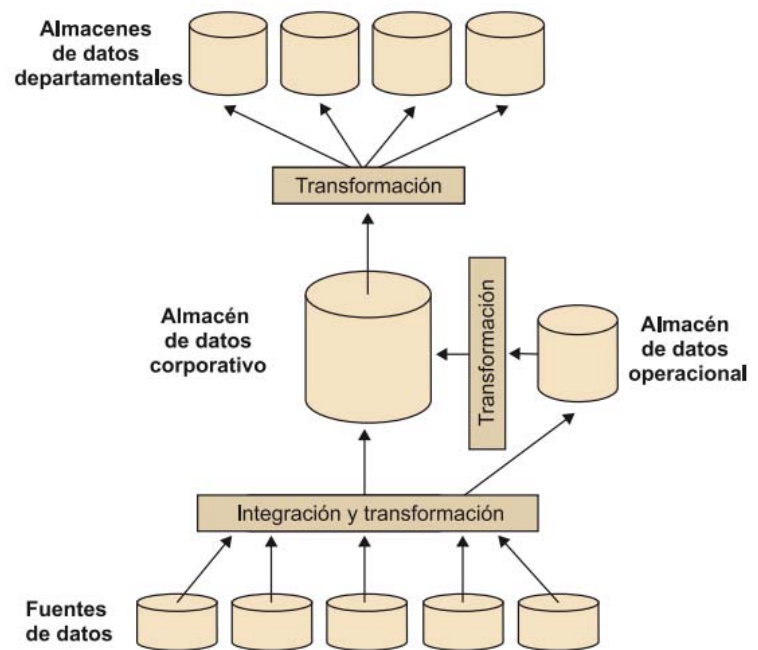 Almacenes
de datos
departamentales
Transformación
Almacén
de datos
corporativo
Transformación
Almacén
de datos
operacional
Integración y transformación
Fuentes
de datos